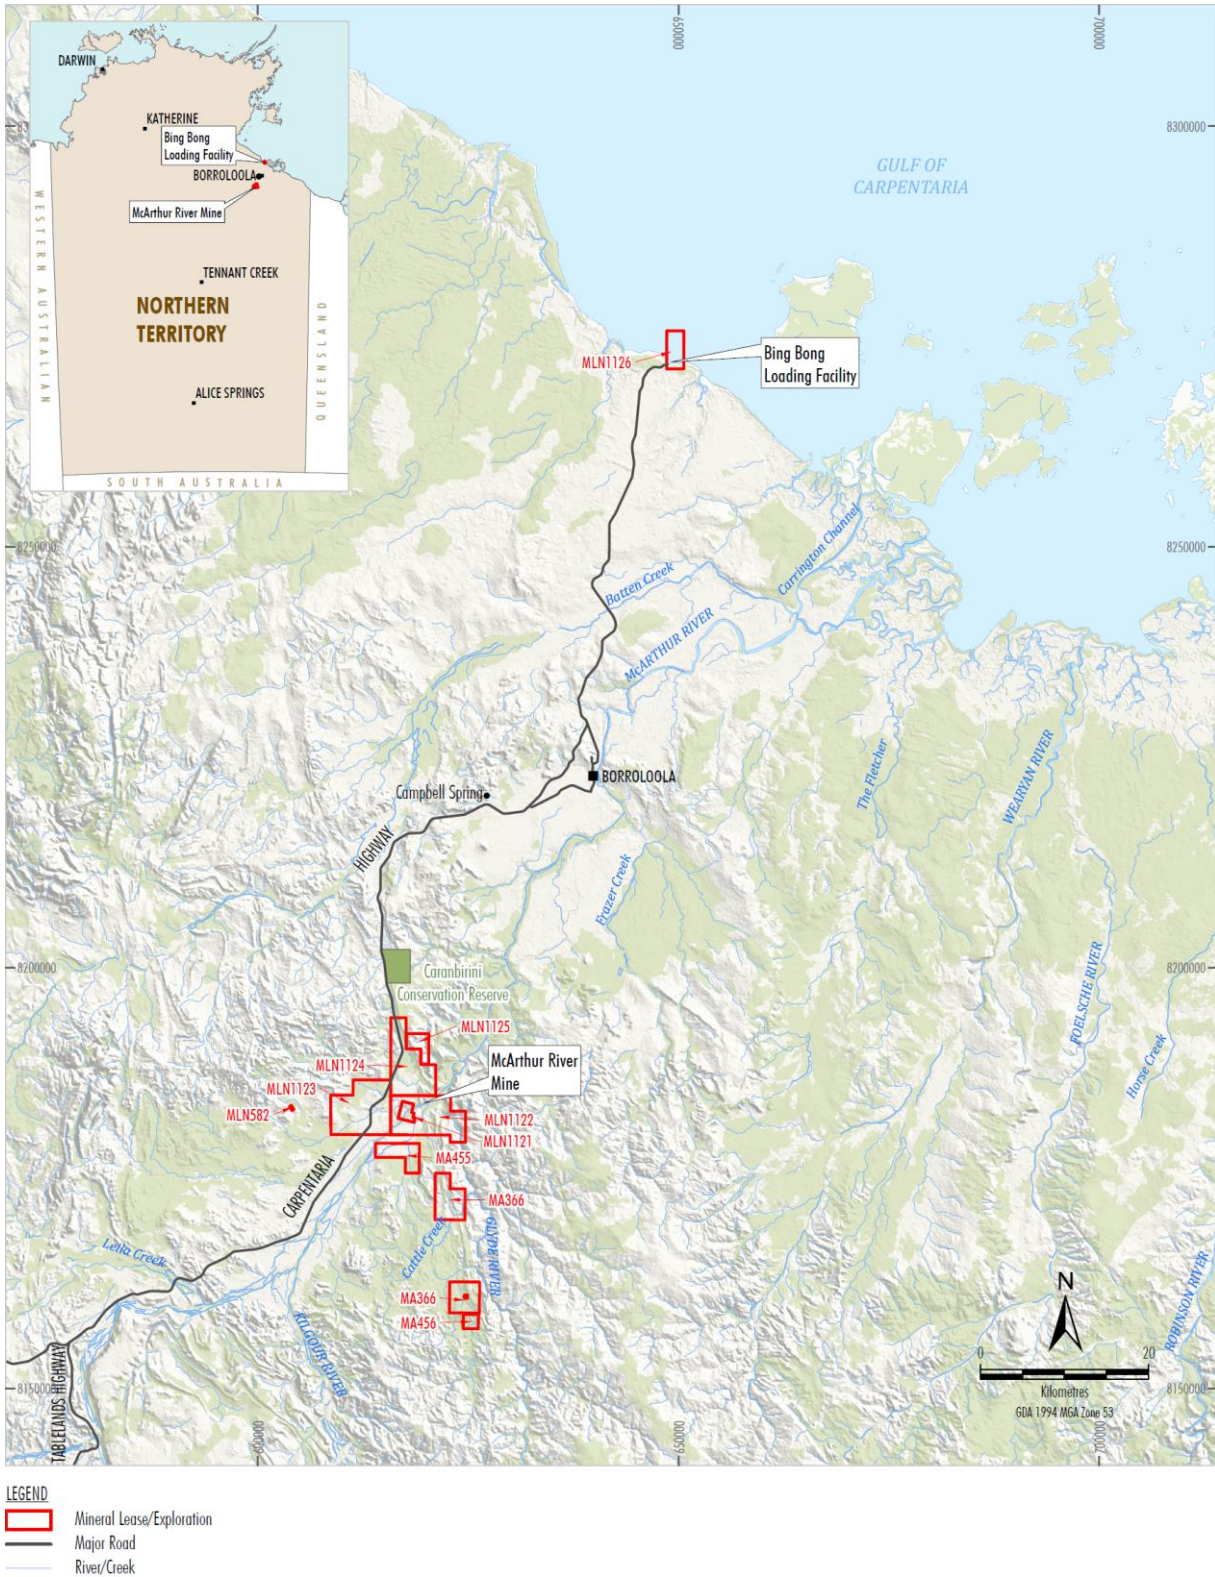 650000
700000
DARWIN
KATHERINE
Bing Bong
Loading Facility
BORROLOOLA
McArthur River Mine
TENNANT CREEK
NORTHERN
TERRITORY
ALICE SPRINGS
WESTERN AUSTRALIAN
QUEENSLAND
SOUTH AUSTRALIA
8300000
GULF OF
CARPENTARIA
MLN1126
Bing Bong
Loading Facility
8250000
8250000
Batten Creek
Carrington Channel
McARTHUR RIVER
BORROLOOLA
Campbell Spring
HIGHWAY
The Fletcher
WEARYAN RIVER
Frazer Creek
8200000
8200000
Caranbirini
Conservation Reserve
FOELSCHE RIVER
Horse Creek
MLN1125
MLN1124
McArthur River
Mine
MLN1123
MLN582
MLN1122
MLN1121
MA455
CARPENTARIA
MA366
Cattle Creek
GLYDE RIVER
Leila Creek
MA366
MA456
KILGOUR RIVER
ROBINSON RIVER
TABLELANDS HIGHWAY
N
0
20
Kilometres
GDA 1994 MGA Zone 53
8150000
8150000
600000
650000
700000
LEGEND
Mineral Lease/Exploration
Major Road
River/Creek